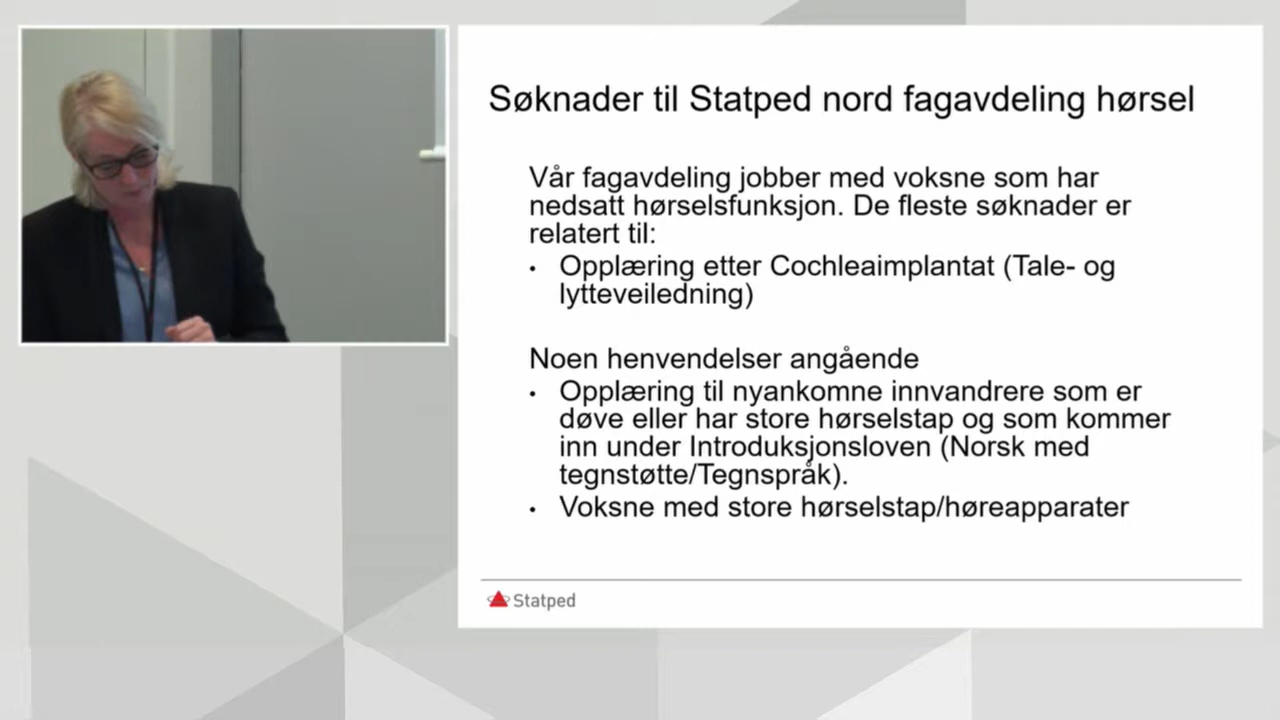 Søknader til Statped nord fagavdeling hørsel
Vår fagavdeling jobber med voksne som har
nedsatt hørselsfunksjon. De fleste søknader er
relatert til:
• Opplæring etter Cochleaimplantat (Tale- og
lytteveiledning)
Noen henvendelser angående
• Opplæring til nyankomne innvandrere som er
døve eller har store hørselstap og som kommer
inn under Introduksjonsloven (Norsk med
tegnstøtte/Tegnspråk).
• Voksne med store hørselstap/høreapparater
Statped